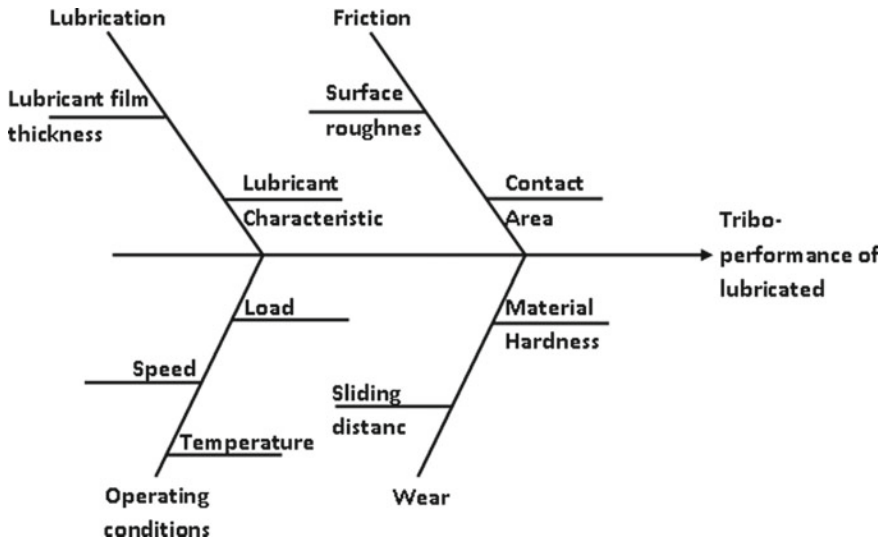 Lubrication
Friction
Lubricant film
thickness
Surface
roughnes
Lubricant
Characteristic
Contact
Area
Tribo-
performance of
lubricated
Load
Material
Hardness
Speed
Sliding
distanc
Temperature
Operating
conditions
Wear